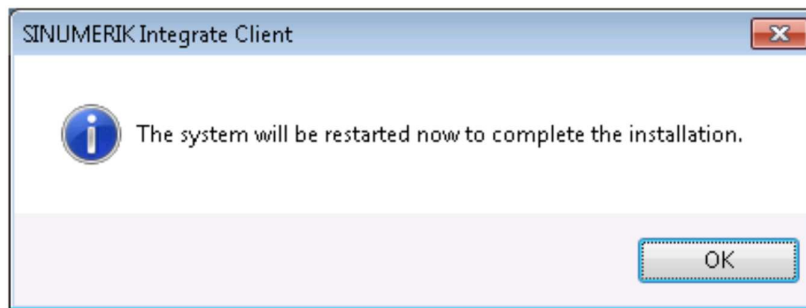 SINUMERIK Integrate Client
The system will be restarted now to complete the installation.
OK